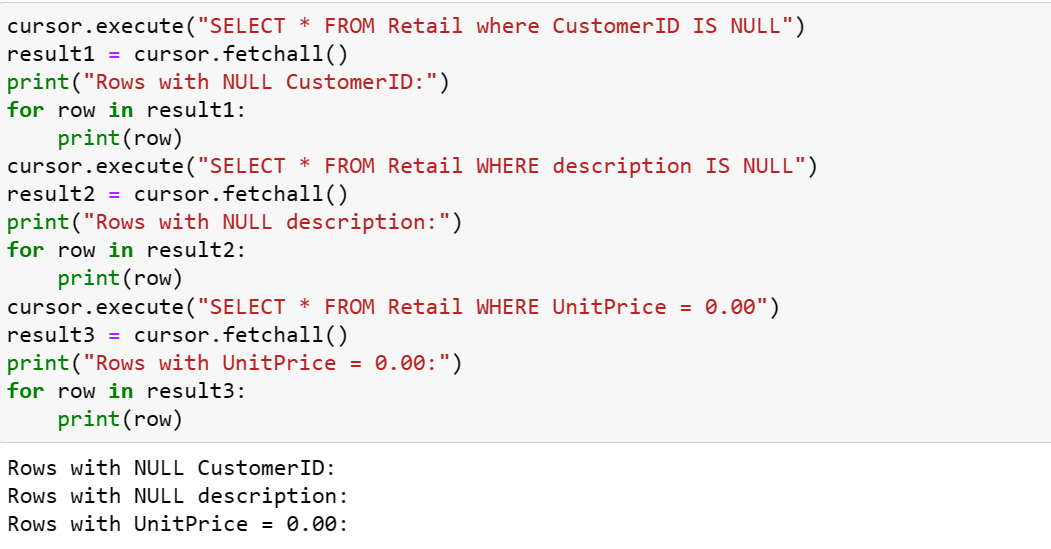 cursor.execute("SELECT * FROM Retail where CustomerID IS NULL")
result1 = cursor.fetchall()
print("Rows with NULL CustomerID:")
for row in result1:
    print(row)
cursor.execute("SELECT * FROM Retail WHERE description IS NULL")
result2 = cursor.fetchall()
print("Rows with NULL description:")
for row in result2:
    print(row)
cursor.execute("SELECT * FROM Retail WHERE UnitPrice = 0.00")
result3 = cursor.fetchall()
print("Rows with UnitPrice = 0.00:")
for row in result3:
    print(row)
Rows with NULL CustomerID:
Rows with NULL description:
Rows with UnitPrice = 0.00: